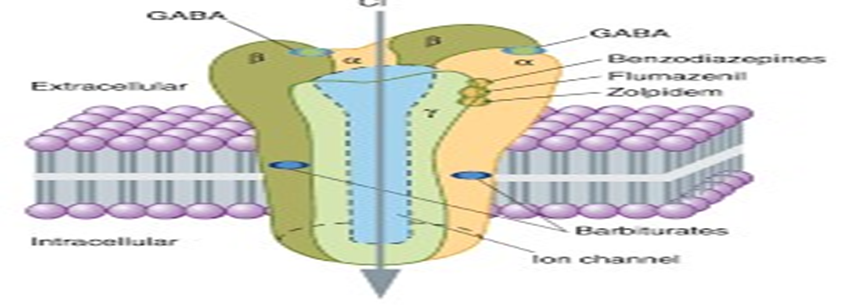 Cl
GABA
GABA
β
β
α
α
Benzodiazepines
Flumazenil
Zolpidem
Extracellular
γ
Barbiturates
Intracellular
Ion channel